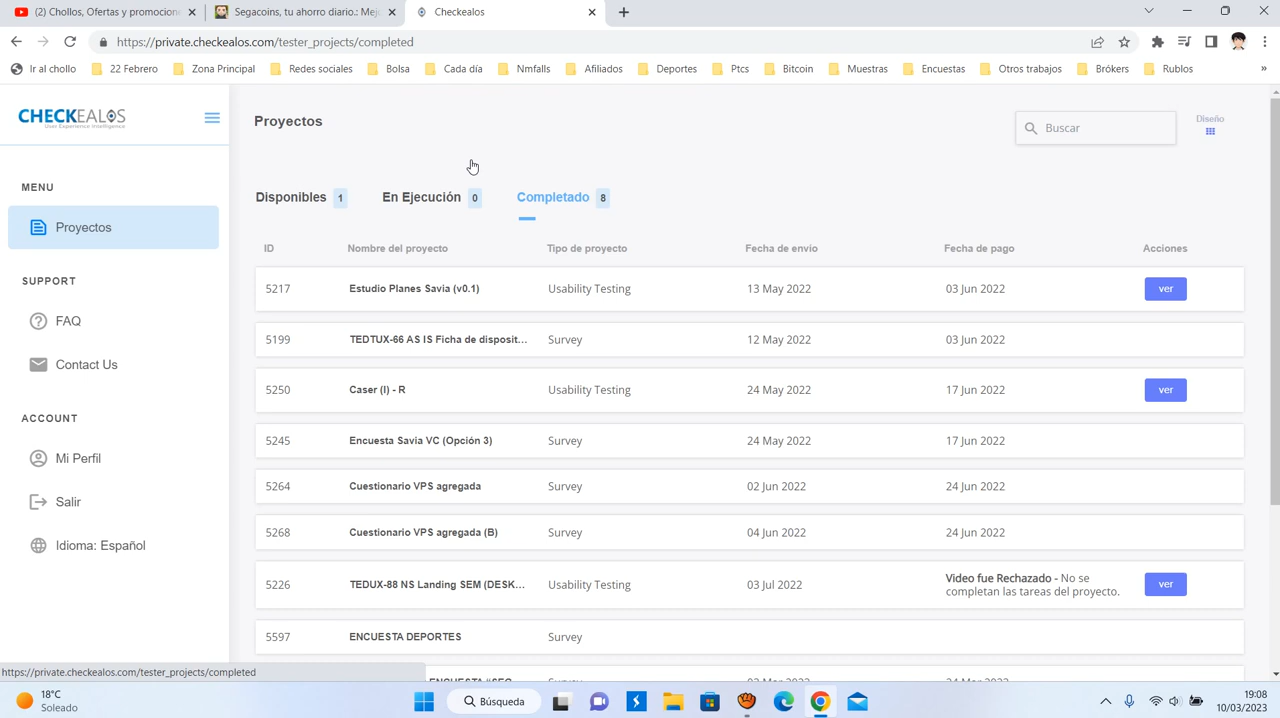 (2) Chollos, Ofertas y promocione
Segacoins, tu ahorro diario.: Mej
Checkealos
https://private.checkealos.com/tester_projects/completed
Ir al chollo
22 Febrero
Zona Principal
Redes sociales
Bolsa
Cada día
Nmfalls
Afiliados
Deportes
Ptcs
Bitcoin
Muestras
Encuestas
Otros trabajos
Brókers
Rublos
»
CHECKEALOS
User Experience Intelligence
MENU
Proyectos
SUPPORT
FAQ
Contact Us
ACCOUNT
Mi Perfil
Salir
Idioma: Español
Proyectos
Buscar
Diseño
Disponibles 1 En Ejecución 0 Completado 8
ID Nombre del proyecto Tipo de proyecto Fecha de envío Fecha de pago Acciones
5217 Estudio Planes Savia (v0.1) Usability Testing 13 May 2022 03 Jun 2022 ver
5199 TEDTUX-66 AS IS Ficha de disposit... Survey 12 May 2022 03 Jun 2022
5250 Caser (I) - R Usability Testing 24 May 2022 17 Jun 2022 ver
5245 Encuesta Savia VC (Opción 3) Survey 24 May 2022 17 Jun 2022
5264 Cuestionario VPS agregada Survey 02 Jun 2022 24 Jun 2022
5268 Cuestionario VPS agregada (B) Survey 04 Jun 2022 24 Jun 2022
5226 TEDUX-88 NS Landing SEM (DESK... Usability Testing 03 Jul 2022 Video fue Rechazado - No se
completan las tareas del proyecto. ver
5597 ENCUESTA DEPORTES Survey
https://private.checkealos.com/tester_projects/completed
18°C
Soleado
Búsqueda
19:08
10/03/2023